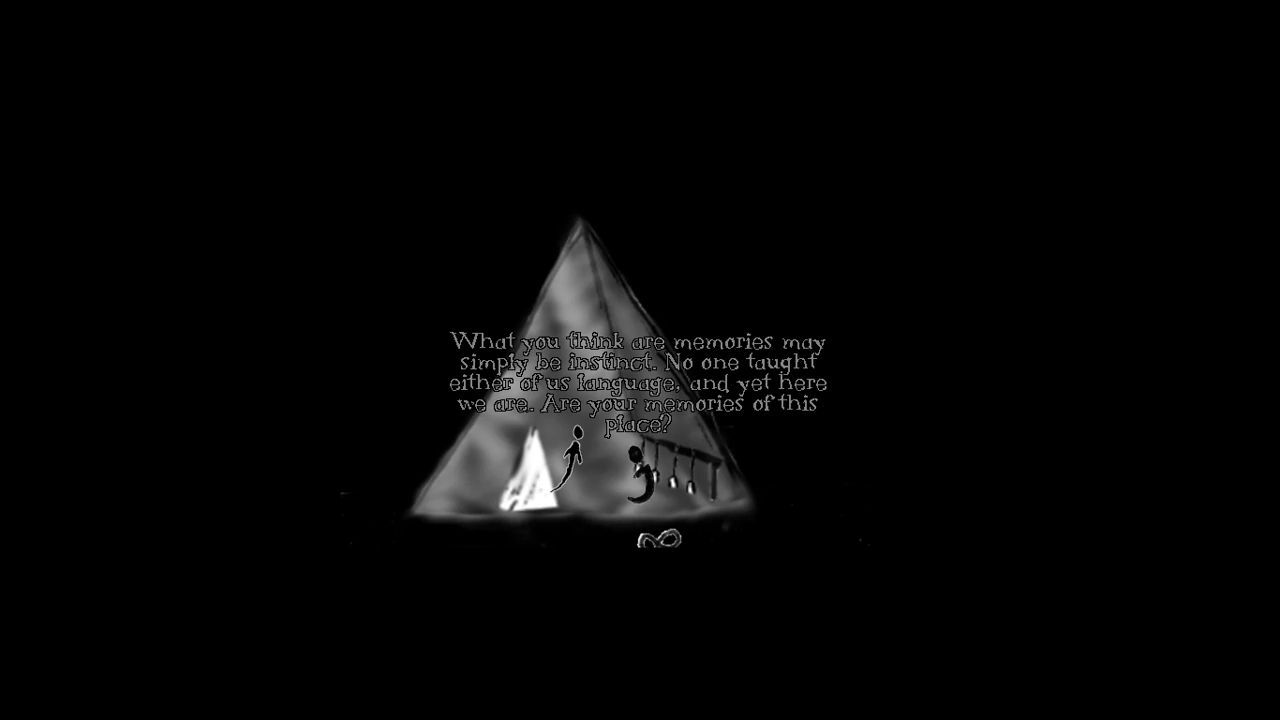 What you think are memories may
simply be instinct. No one taught
either of us language, and yet here
we are. Are your memories of this
place?